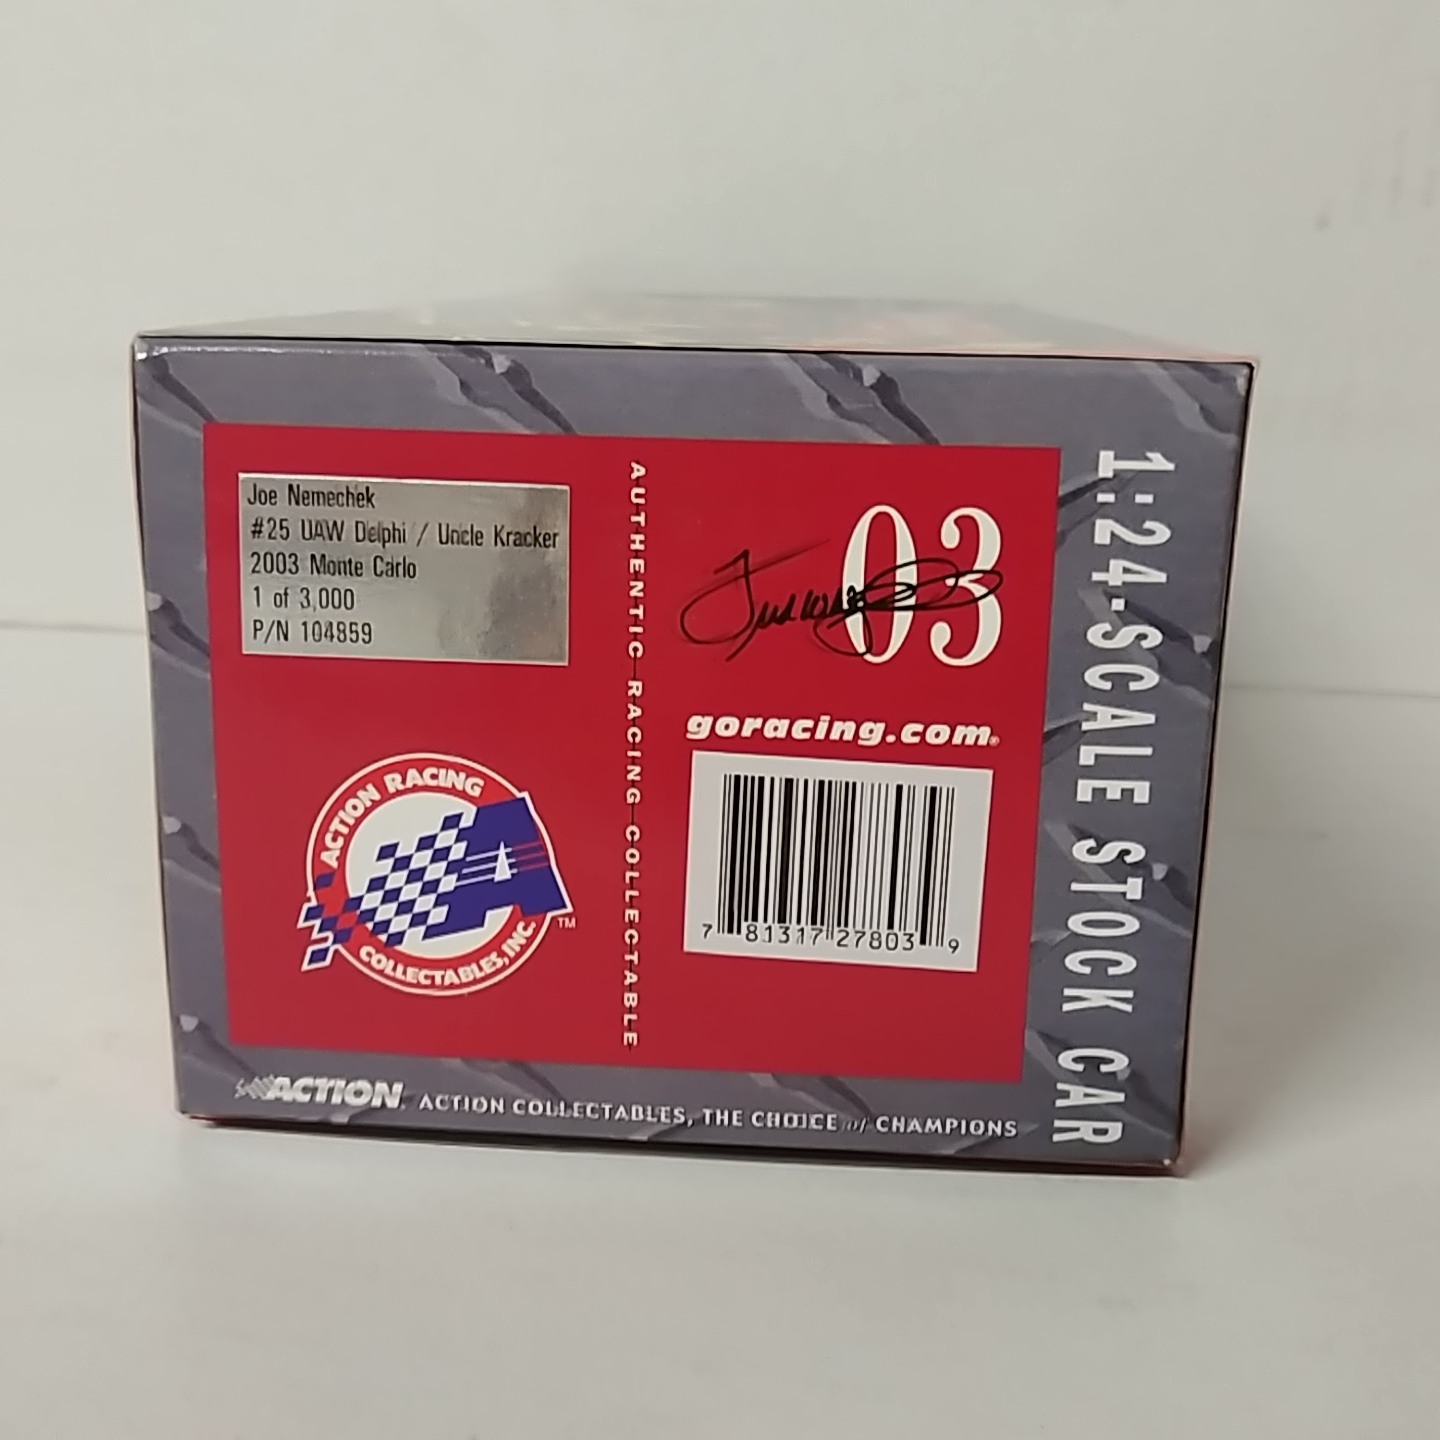 Joe Nemechek
#25 UAW Delphi / Uncle Kracker
2003 Monte Carlo
1 of 3,000
P/N 104859
ACTION RACING
COLLECTABLES, INC.
TM
AUTHENTIC RACING COLLECTABLE
03
goracing.com®
7 81317 27803 9
1:24-SCALE STOCK CAR
ACTION
ACTION COLLECTABLES, THE CHOICE of CHAMPIONS